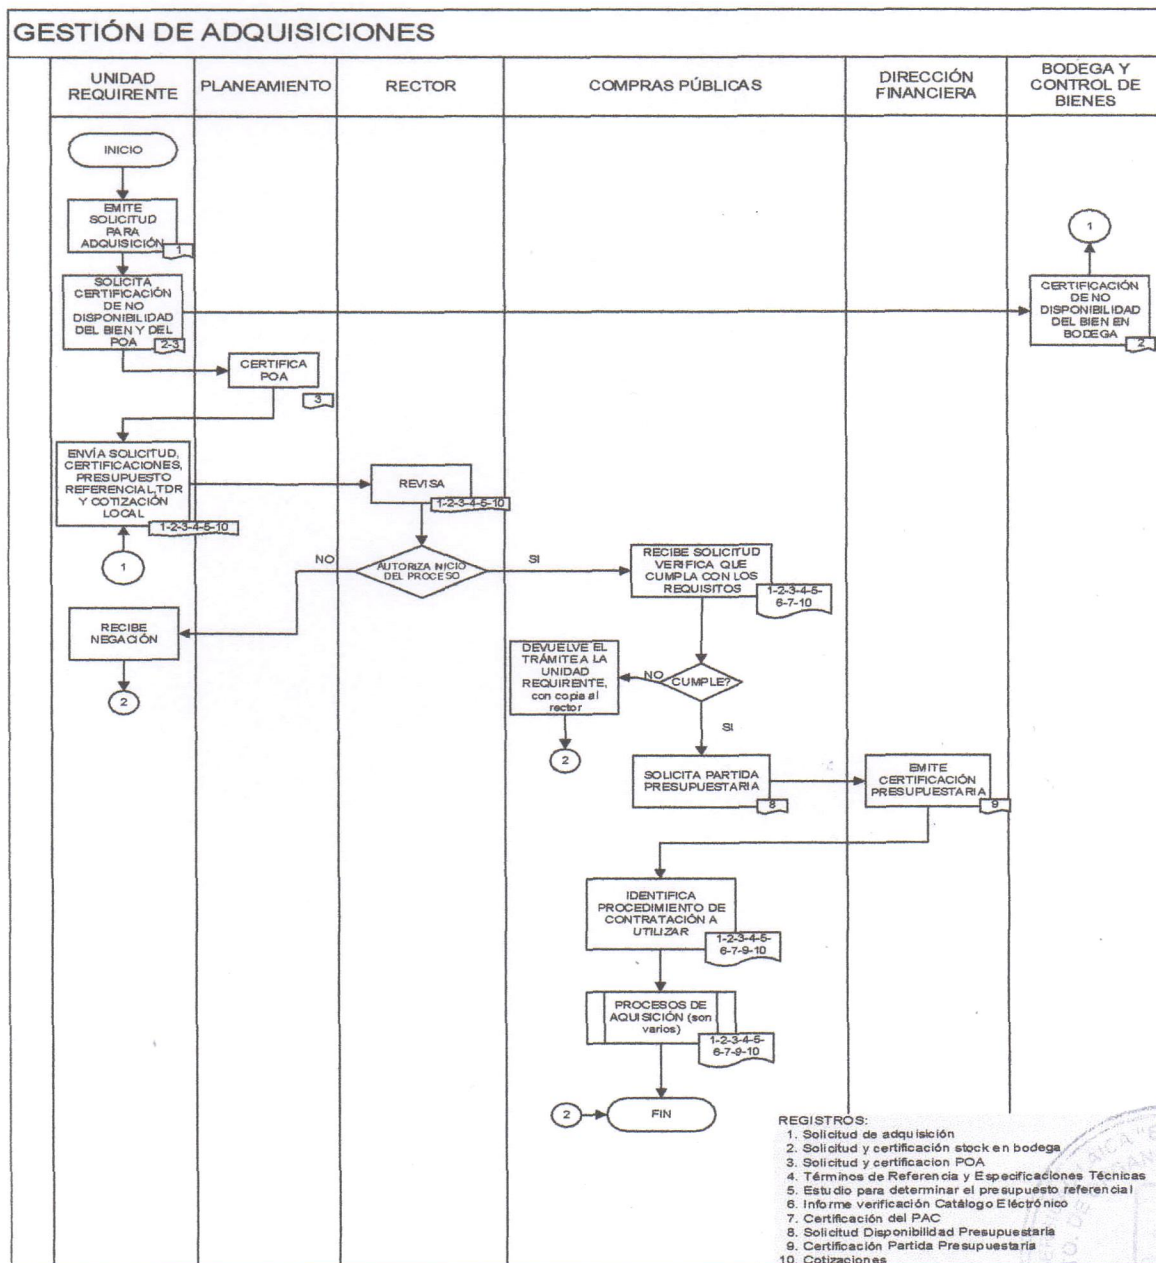 GESTIÓN DE ADQUISICIONES
UNIDAD
REQUIRENTE
PLANEAMIENTO
RECTOR
COMPRAS PÚBLICAS
DIRECCIÓN
FINANCIERA
BODEGA Y
CONTROL DE
BIENES
INICIO
EMITE
SOLICITUD
PARA
ADQUISICIÓN
1
1
SOLICITA
CERTIFICACIÓN
DE NO
DISPONIBILIDAD
DEL BIEN Y DEL
POA
2-3
CERTIFICACIÓN
DE NO
DISPONIBILIDAD
DEL BIEN EN
BODEGA
2
CERTIFICA
POA
3
ENVÍA SOLICITUD,
CERTIFICACIONES,
PRESUPUESTO
REFERENCIAL,TDR
Y COTIZACIÓN
LOCAL
1-2-3-4-5-10
REVISA
1-2-3-4-5-10
1
NO
AUTORIZA INICIO
DEL PROCESO
SI
RECIBE SOLICITUD
VERIFICA QUE
CUMPLA CON LOS
REQUISITOS
1-2-3-4-5-
6-7-10
RECIBE
NEGACIÓN
2
DEVUELVE EL
TRÁMITE A LA
UNIDAD
REQUIRENTE,
con copia al
rector
NO
CUMPLE?
SI
2
SOLICITA PARTIDA
PRESUPUESTARIA
8
EMITE
CERTIFICACIÓN
PRESUPUESTARIA
9
IDENTIFICA
PROCEDIMIENTO DE
CONTRATACIÓN A
UTILIZAR
1-2-3-4-5-
6-7-9-10
PROCESOS DE
AQUISICIÓN (son
varios)
1-2-3-4-5-
6-7-9-10
2
FIN
REGISTROS:
1. Solicitud de adquisición
2. Solicitud y certificación stock en bodega
3. Solicitud y certificacion POA
4. Términos de Referencia y Especificaciones Técnicas
5. Estudio para determinar el presupuesto referencial
6. Informe verificación Catálogo Eléctrónico
7. Certificación del PAC
8. Solicitud Disponibilidad Presupuestaria
9. Certificación Partida Presupuestaria
10. Cotizaciones